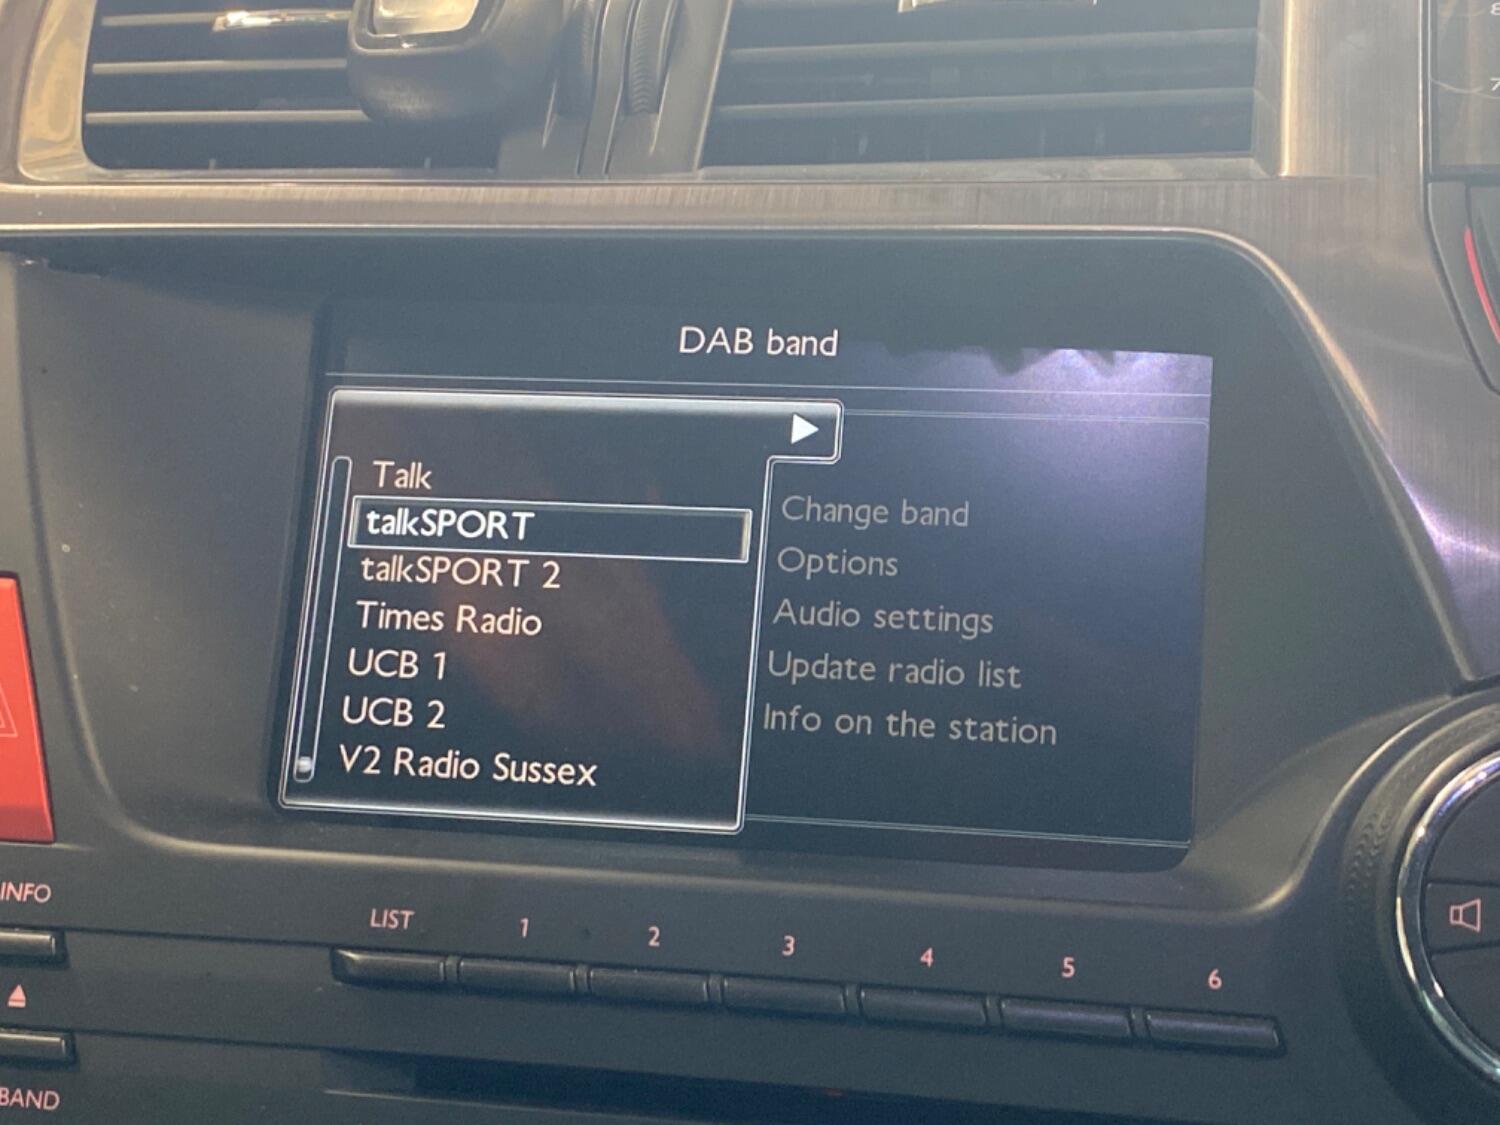 DAB band
Talk
talkSPORT
talkSPORT 2
Times Radio
UCB 1
UCB 2
V2 Radio Sussex
Change band
Options
Audio settings
Update radio list
Info on the station
INFO
LIST
1
2
3
4
5
6
BAND